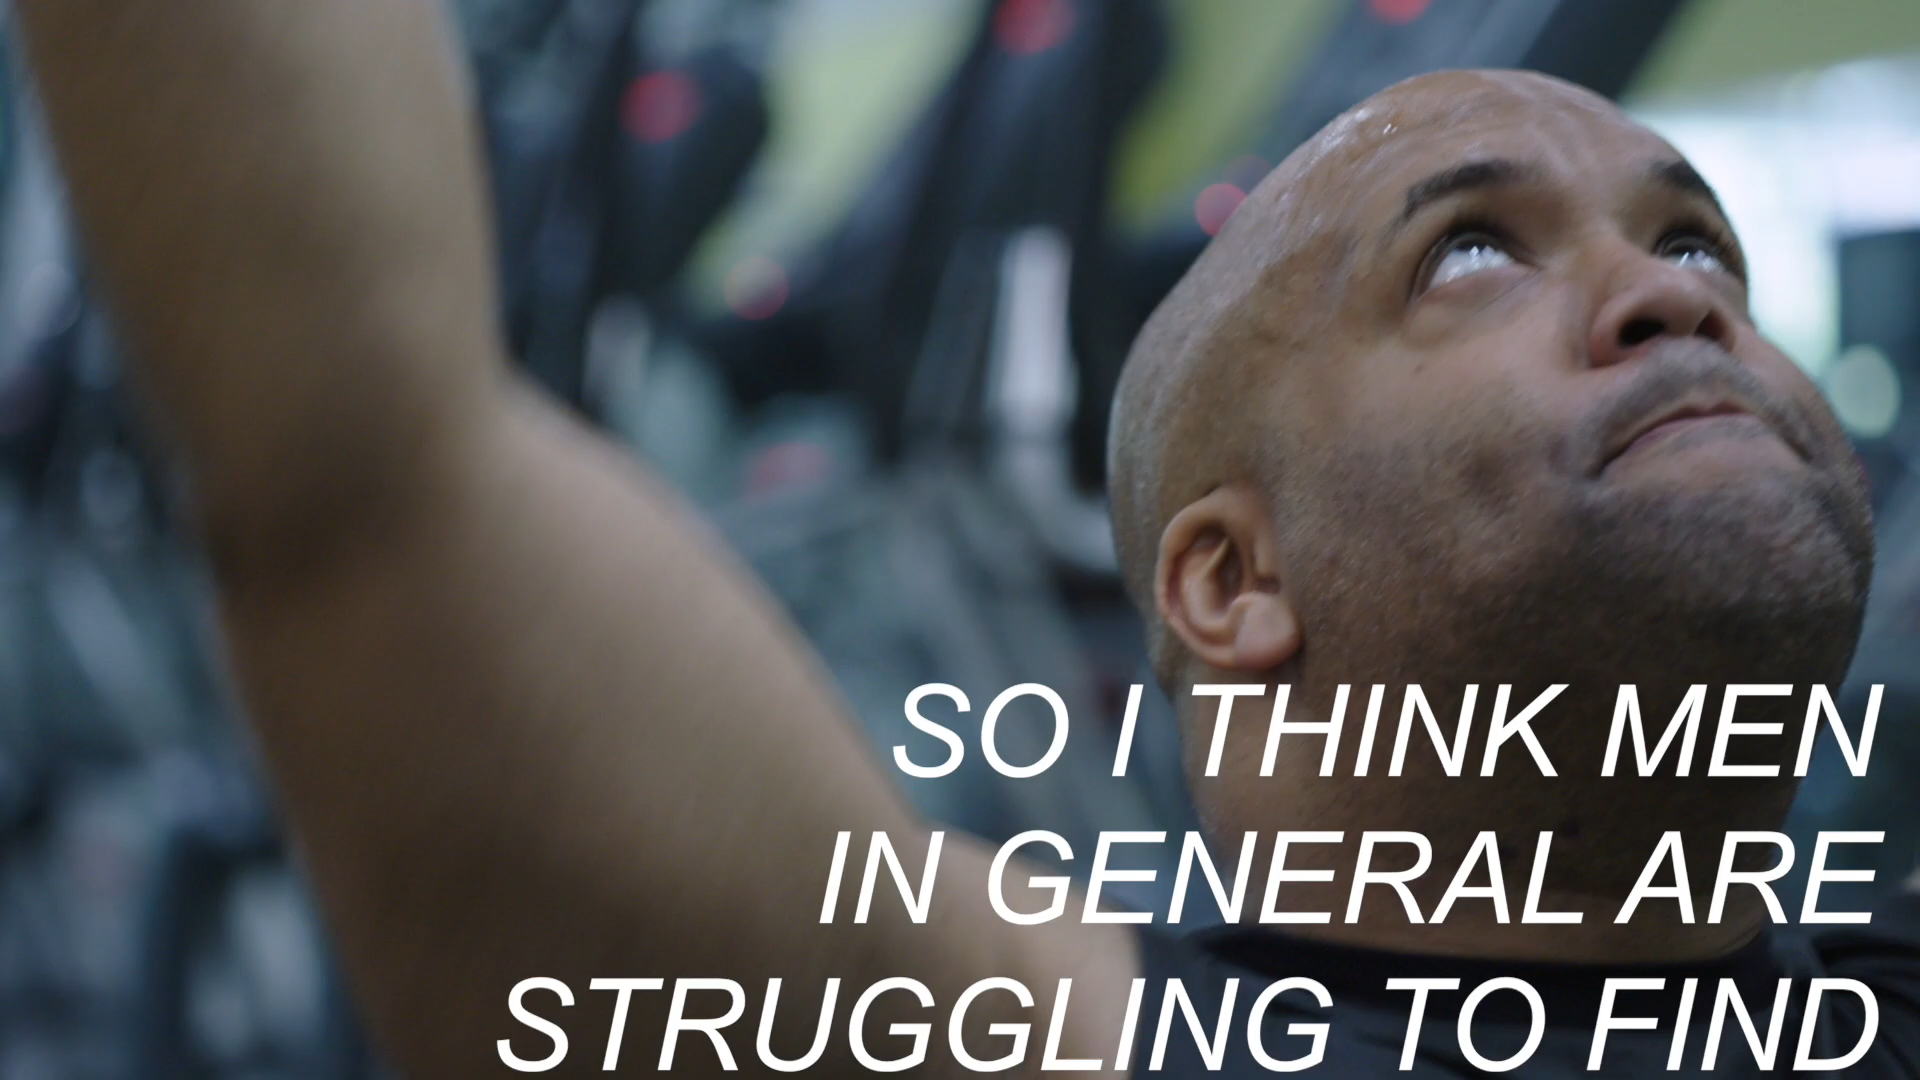 SO I THINK MEN
IN GENERAL ARE
STRUGGLING TO FIND